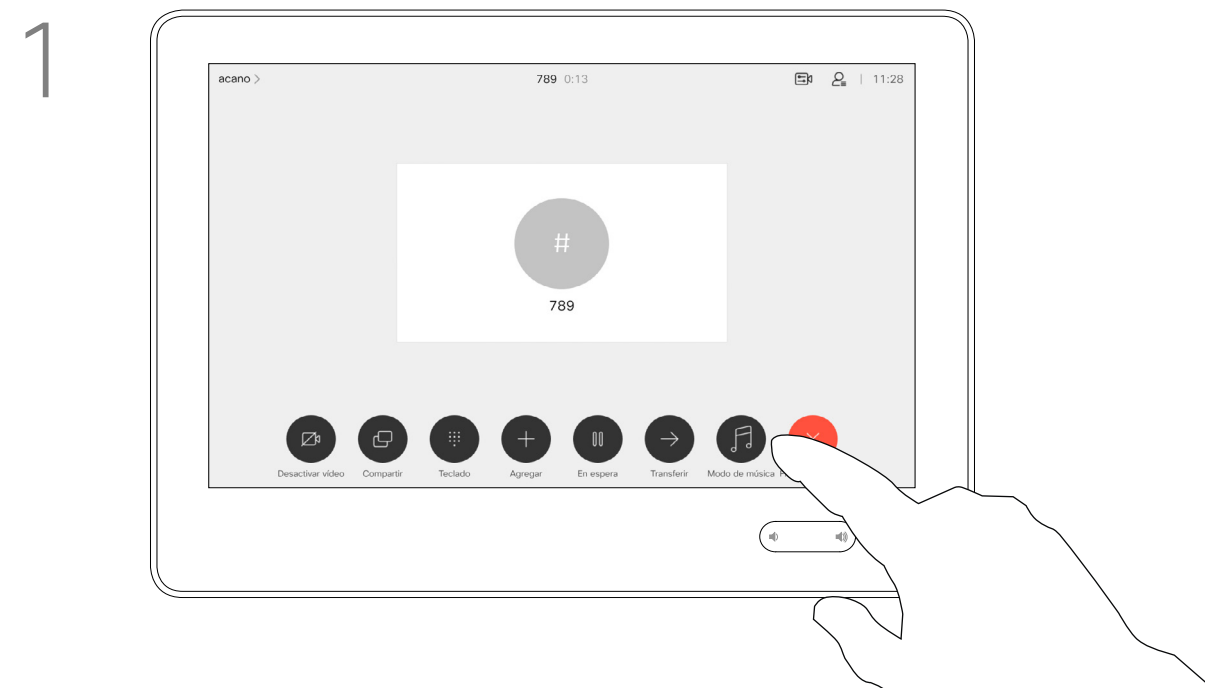 1
acano >
789 0:13
11:28
#
789
Desactivar vídeo Compartir Teclado Agregar En espera Transferir Modo de música